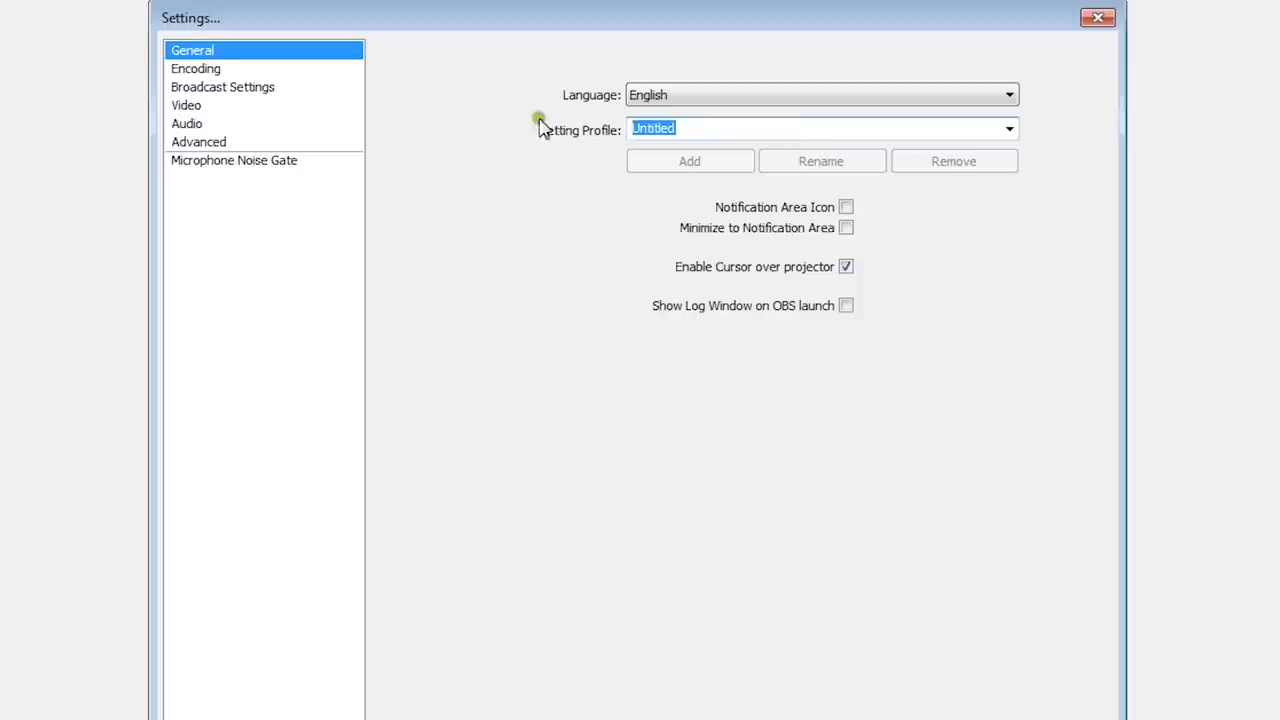 Settings...
General
Encoding
Broadcast Settings
Video
Audio
Advanced
Microphone Noise Gate
Language: English
etting Profile: Untitled
Add Rename Remove
Notification Area Icon
Minimize to Notification Area
Enable Cursor over projector
Show Log Window on OBS launch